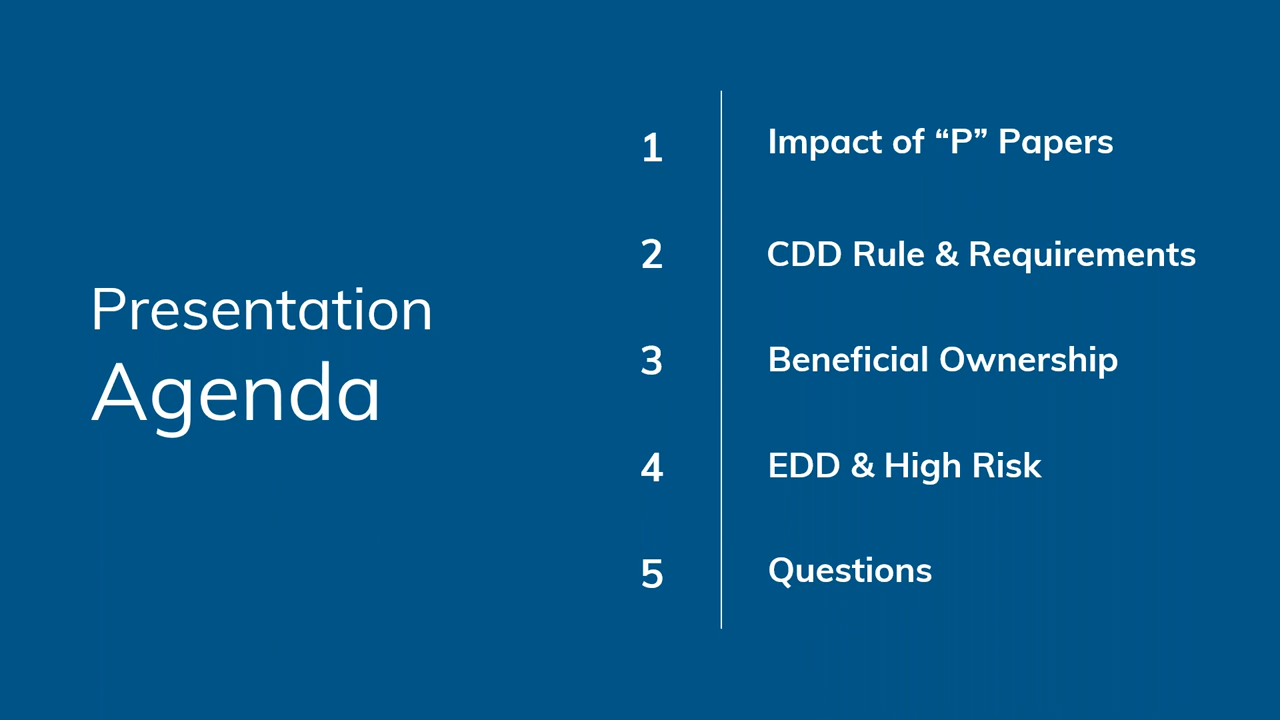 Presentation
Agenda
1 Impact of “P” Papers
2 CDD Rule & Requirements
3 Beneficial Ownership
4 EDD & High Risk
5 Questions